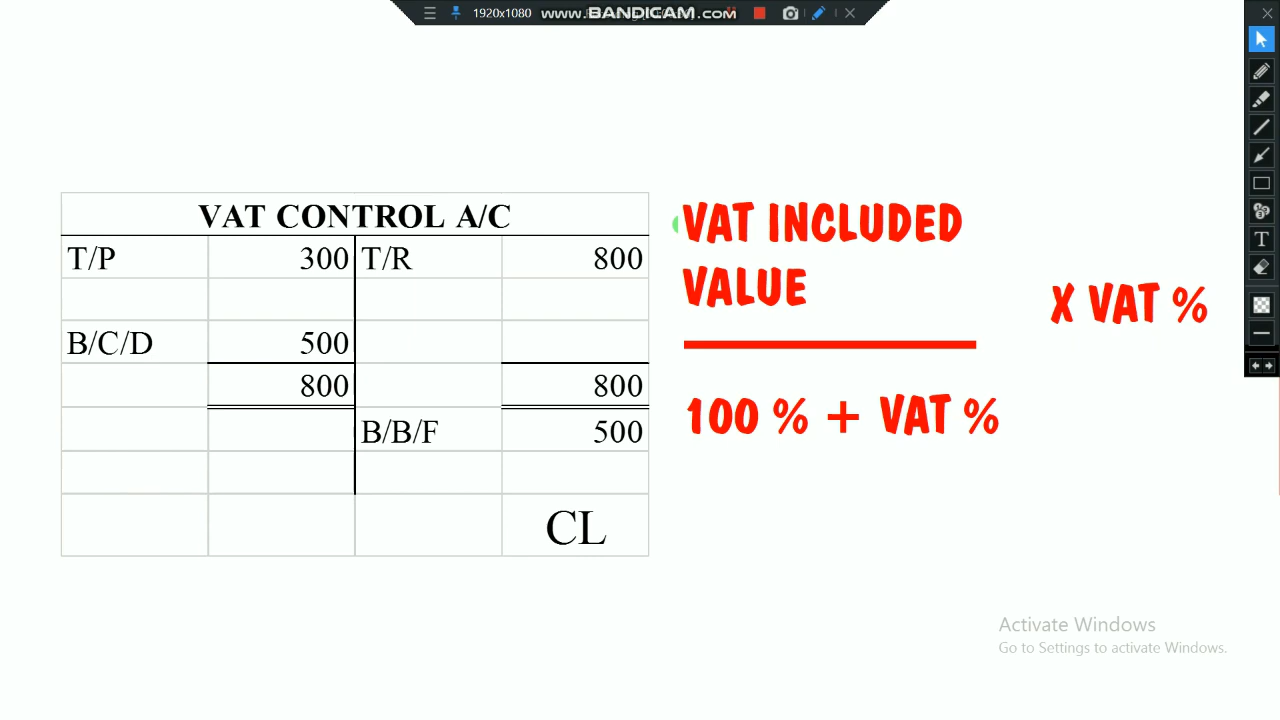 1920x1080 www.BANDICAM.com
VAT CONTROL A/C
T/P 300 T/R 800
B/C/D 500
800 800
B/B/F 500
CL
VAT INCLUDED
VALUE
X VAT %
100 % + VAT %
T
Activate Windows
Go to Settings to activate Windows.